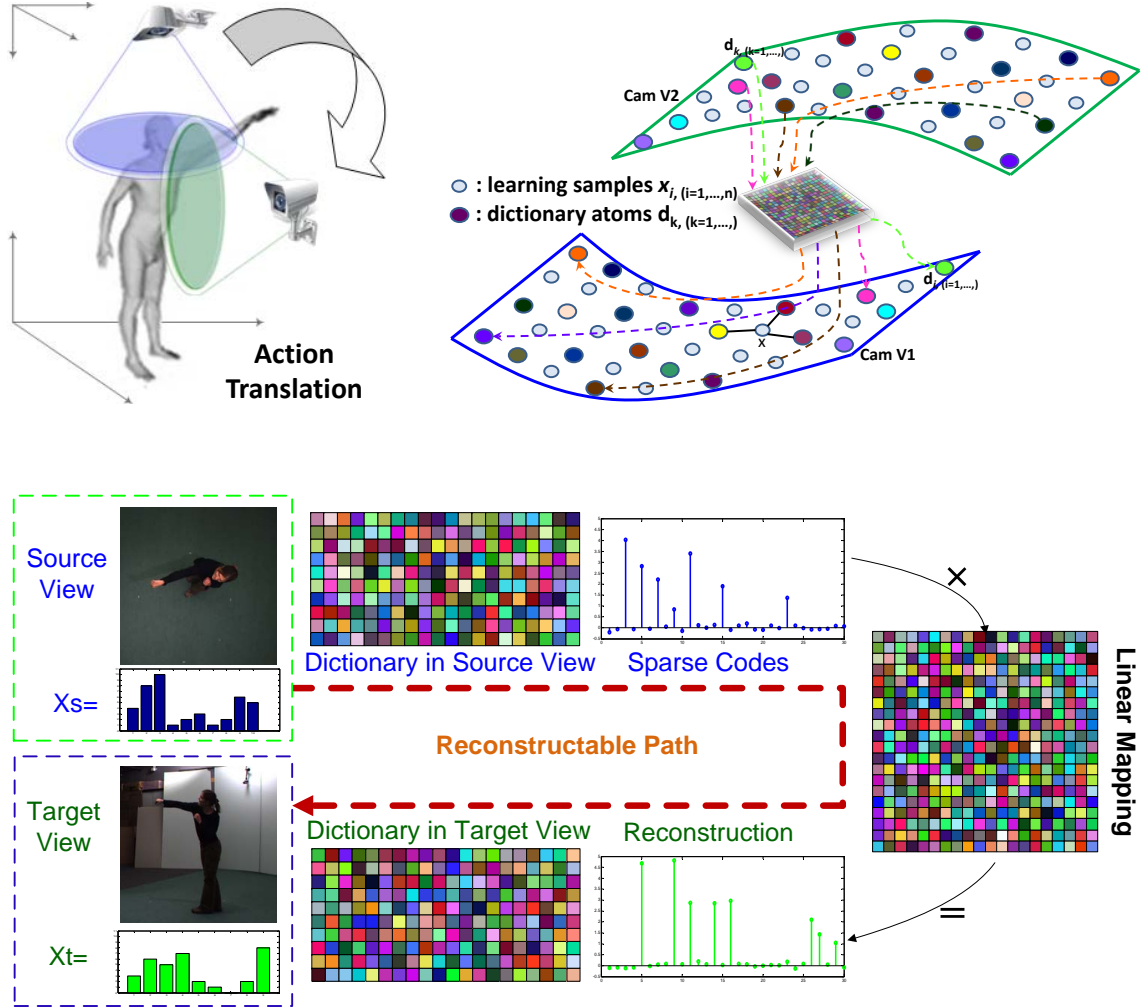 Action
Translation
d k, (k=1,...,)
Cam V2
: learning samples x i, (i=1,...,n)
: dictionary atoms d k, (k=1,...,)
d i, (i=1,...,)
x
Cam V1
Source
View
Xs=
Dictionary in Source View
Sparse Codes
×
Linear Mapping
Reconstructable Path
Target
View
Xt=
Dictionary in Target View
Reconstruction
=